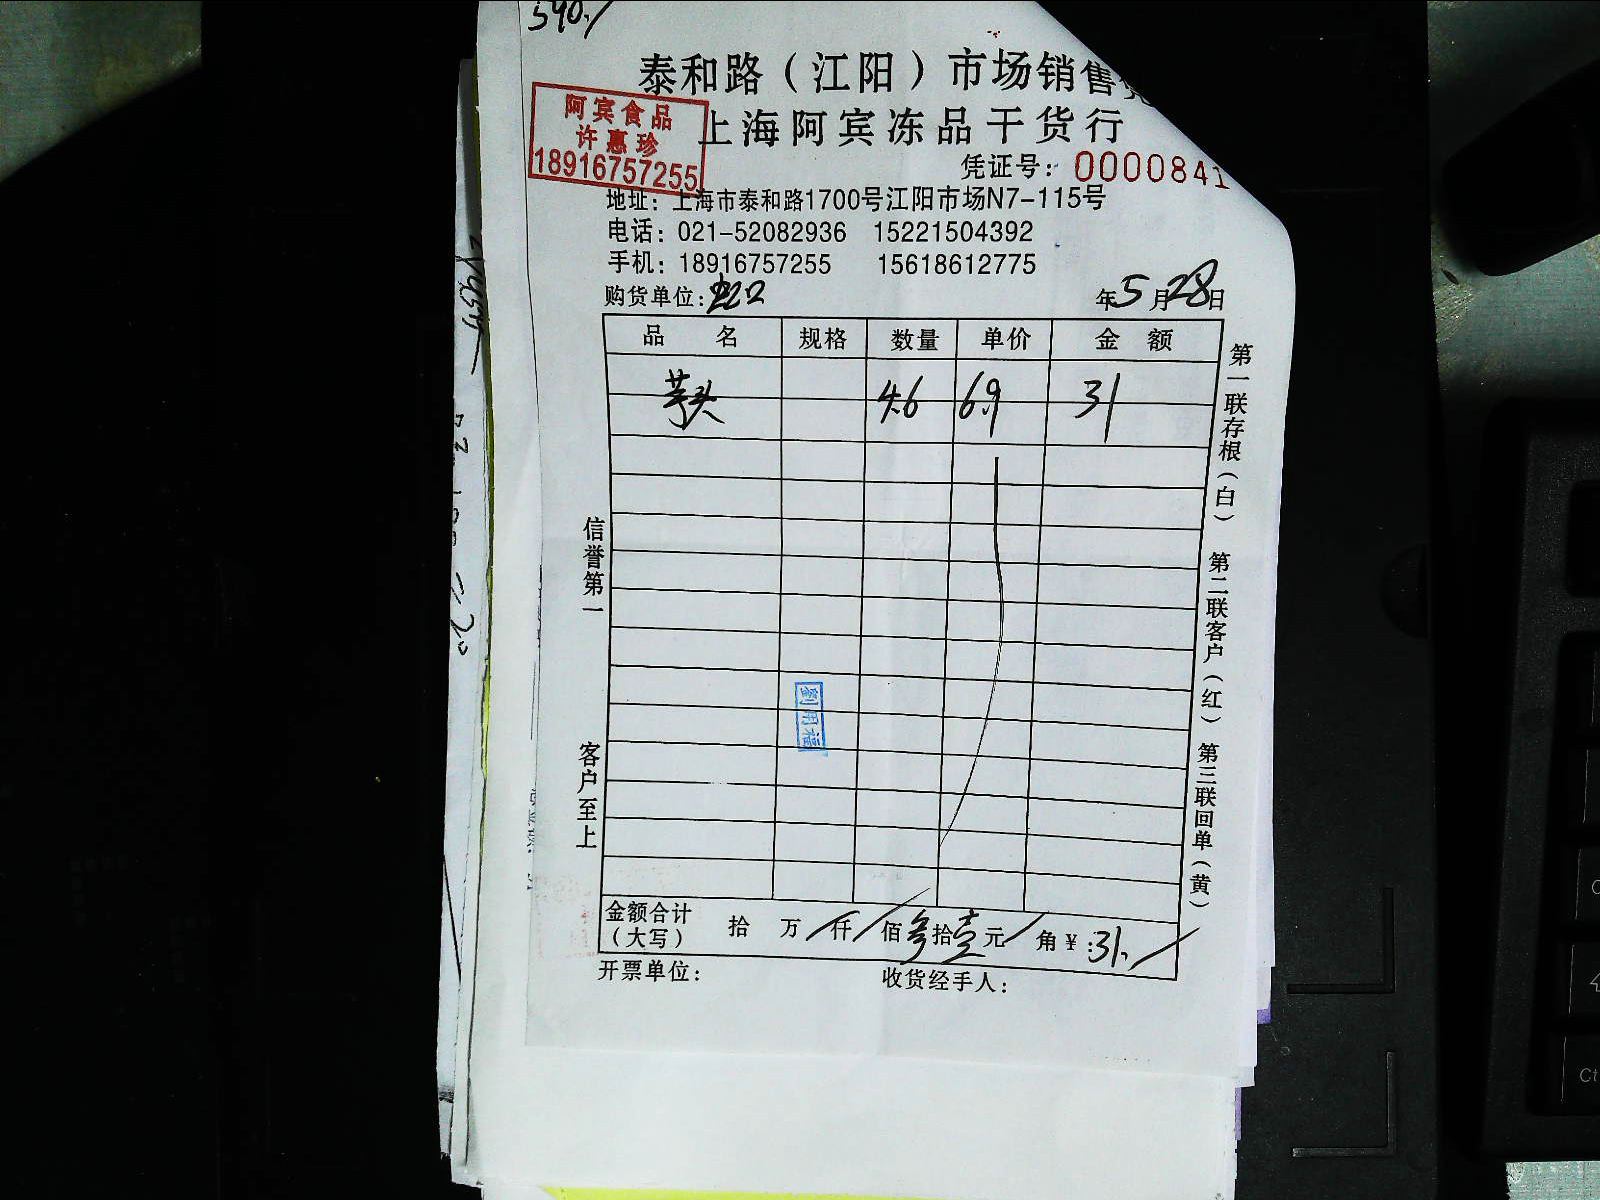 540.
泰和路（江阳）市场销售
阿宾食品
许惠珍
18916757255
上海阿宾冻品干货行
凭证号：0000841
地址：上海市泰和路1700号江阳市场N7-115号
电话：021-52082936 15221504392
手机：18916757255 15618612775
购货单位：
年5月28日
品名 规格 数量 单价 金额
芋头 4.6 6.9 31
信誉第一
客户至上
第一联存根（白） 第二联客户（红） 第三联回单（黄）
劉明福
金额合计（大写） 拾 万 仟 佰叁拾壹元 角 ¥：31.
开票单位： 收货经手人：